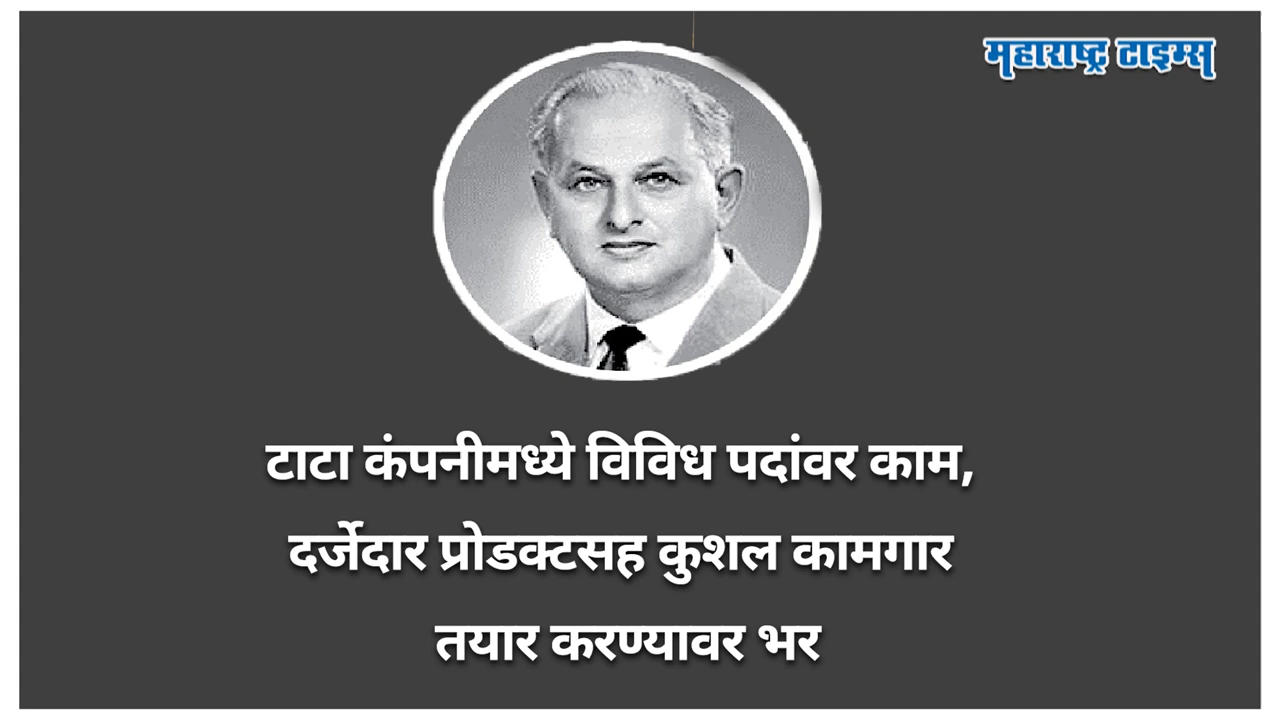 महाराष्ट्र टाइम्स
टाटा कंपनीमध्ये विविध पदांवर काम,
दर्जेदार प्रोडक्टसह कुशल कामगार
तयार करण्यावर भर